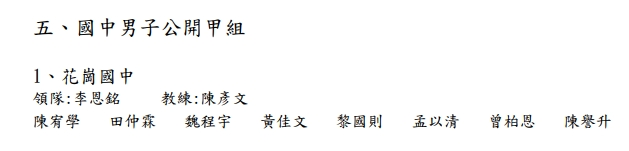 五、國中男子公開甲組
1、花崗國中
領隊:李恩銘 教練:陳彥文
陳宥學 田仲霖 魏程宇 黃佳文 黎國則 孟以清 曾柏恩 陳譽升